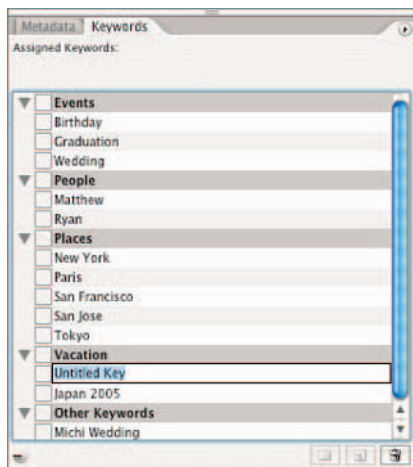 Metadata Keywords
Assigned Keywords:
Events
Birthday
Graduation
Wedding
People
Matthew
Ryan
Places
New York
Paris
San Francisco
San Jose
Tokyo
Vacation
Untitled Key
Japan 2005
Other Keywords
Michi Wedding